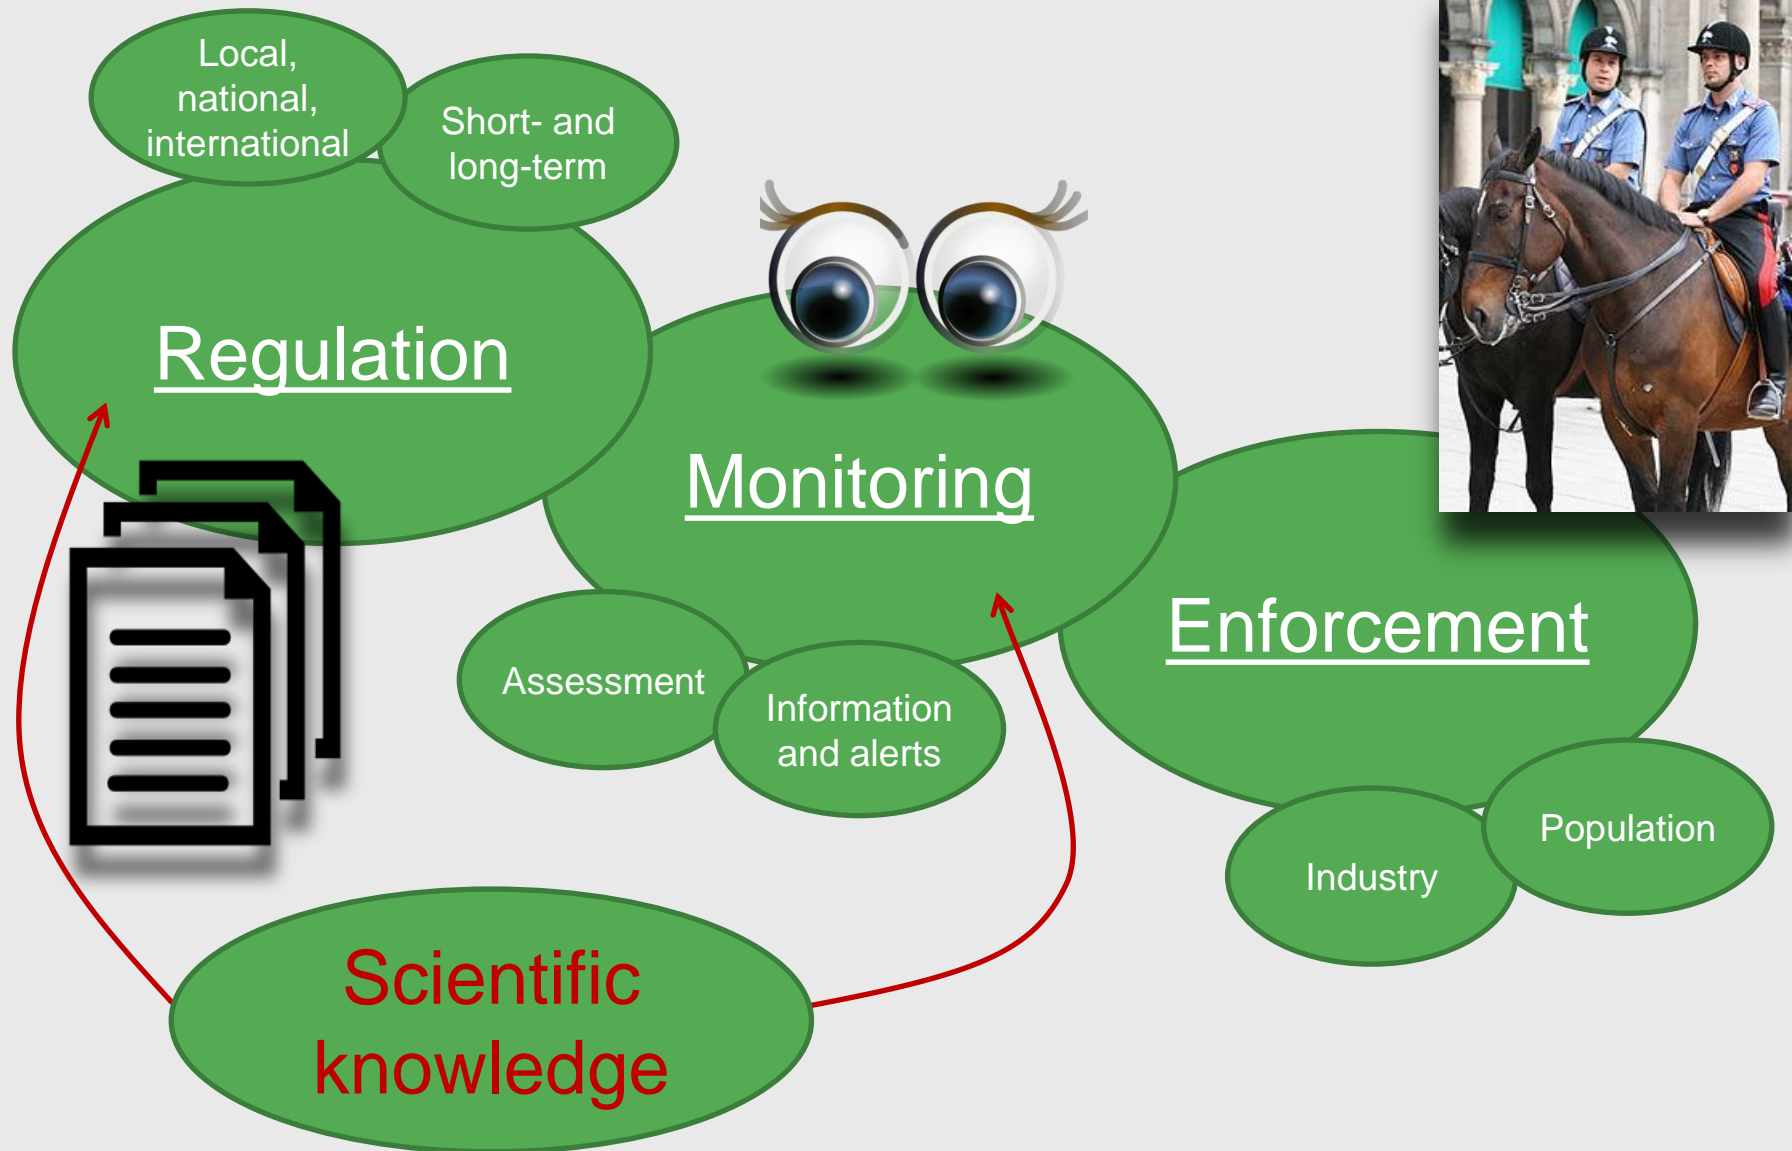 Local,
national,
international
Short- and
long-term
Regulation
Monitoring
Enforcement
Assessment
Information
and alerts
Population
Industry
Scientific
knowledge